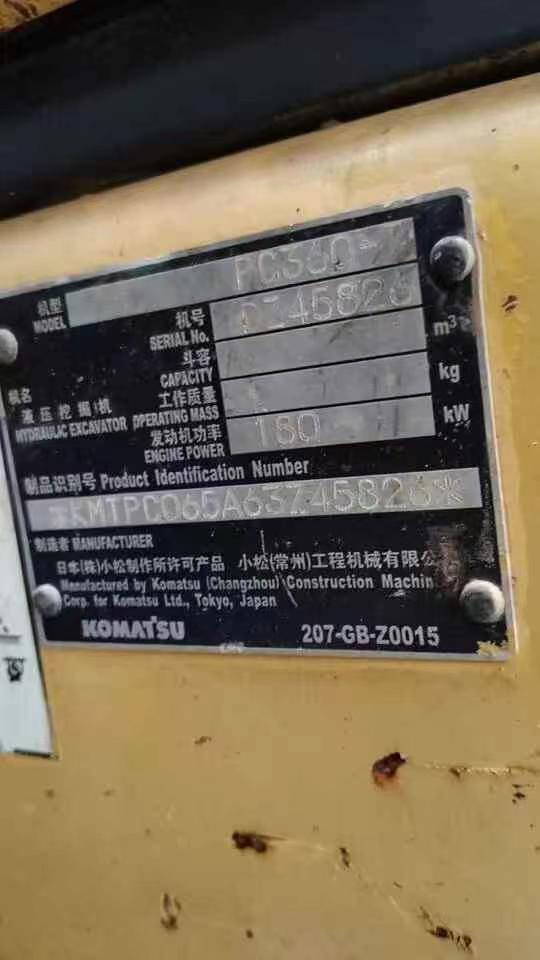 机型 MODEL PC360-
机号 SERIAL No. DZ45826
斗容 CAPACITY m³
机名
液压挖掘机
HYDRAULIC EXCAVATOR
工作质量 OPERATING MASS kg
发动机功率 ENGINE POWER 180 kW
制品识别号 Product Identification Number
*KMTPC065A63Z45826*
制造者 MANUFACTURER
日本(株)小松制作所许可产品 小松(常州)工程机械有限
Manufactured by Komatsu (Changzhou) Construction Machin
Corp. for Komatsu Ltd., Tokyo, Japan
KOMATSU 207-GB-Z0015